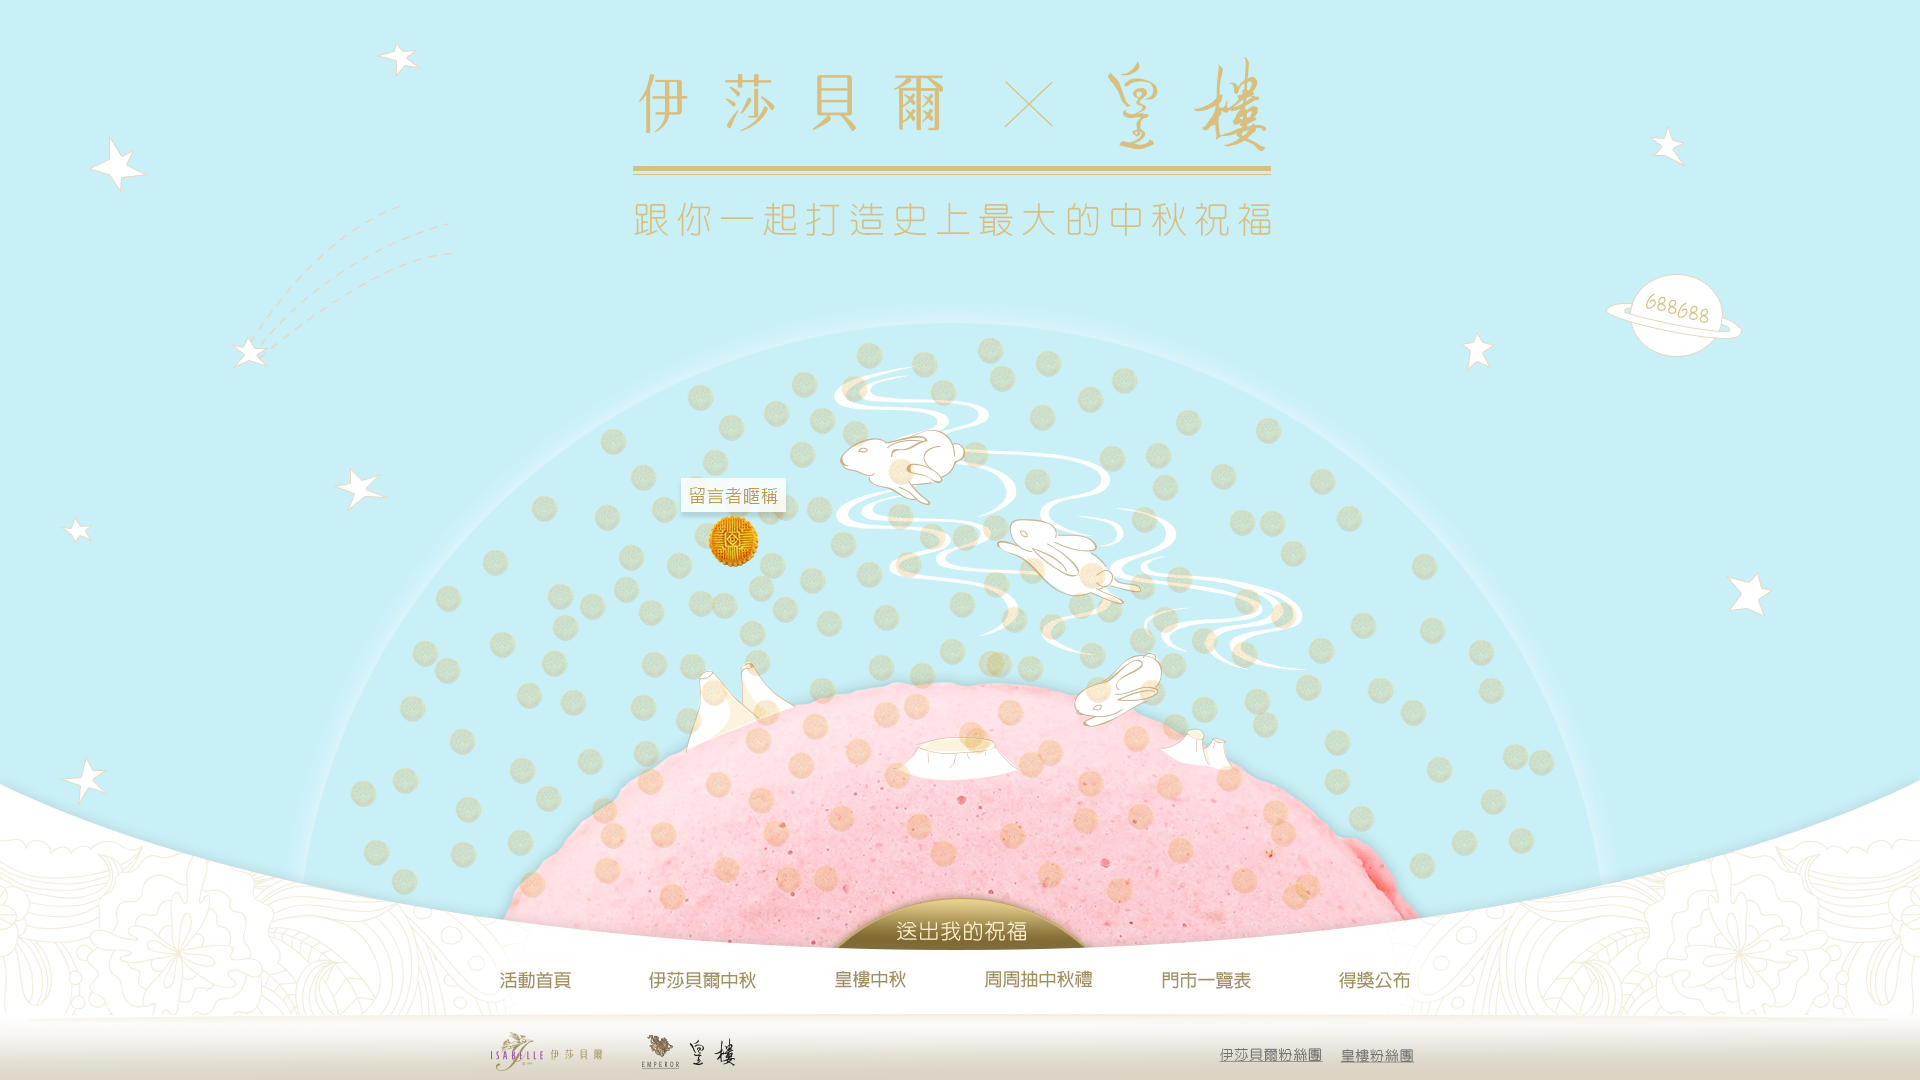 伊莎貝爾 × 皇樓
跟你一起打造史上最大的中秋祝福
688688
留言者暱稱
送出我的祝福
活動首頁 伊莎貝爾中秋 皇樓中秋 周周抽中秋禮 門市一覽表 得獎公布
ISABELLE 伊莎貝爾 EMPEROR 皇樓 伊莎貝爾粉絲團 皇樓粉絲團